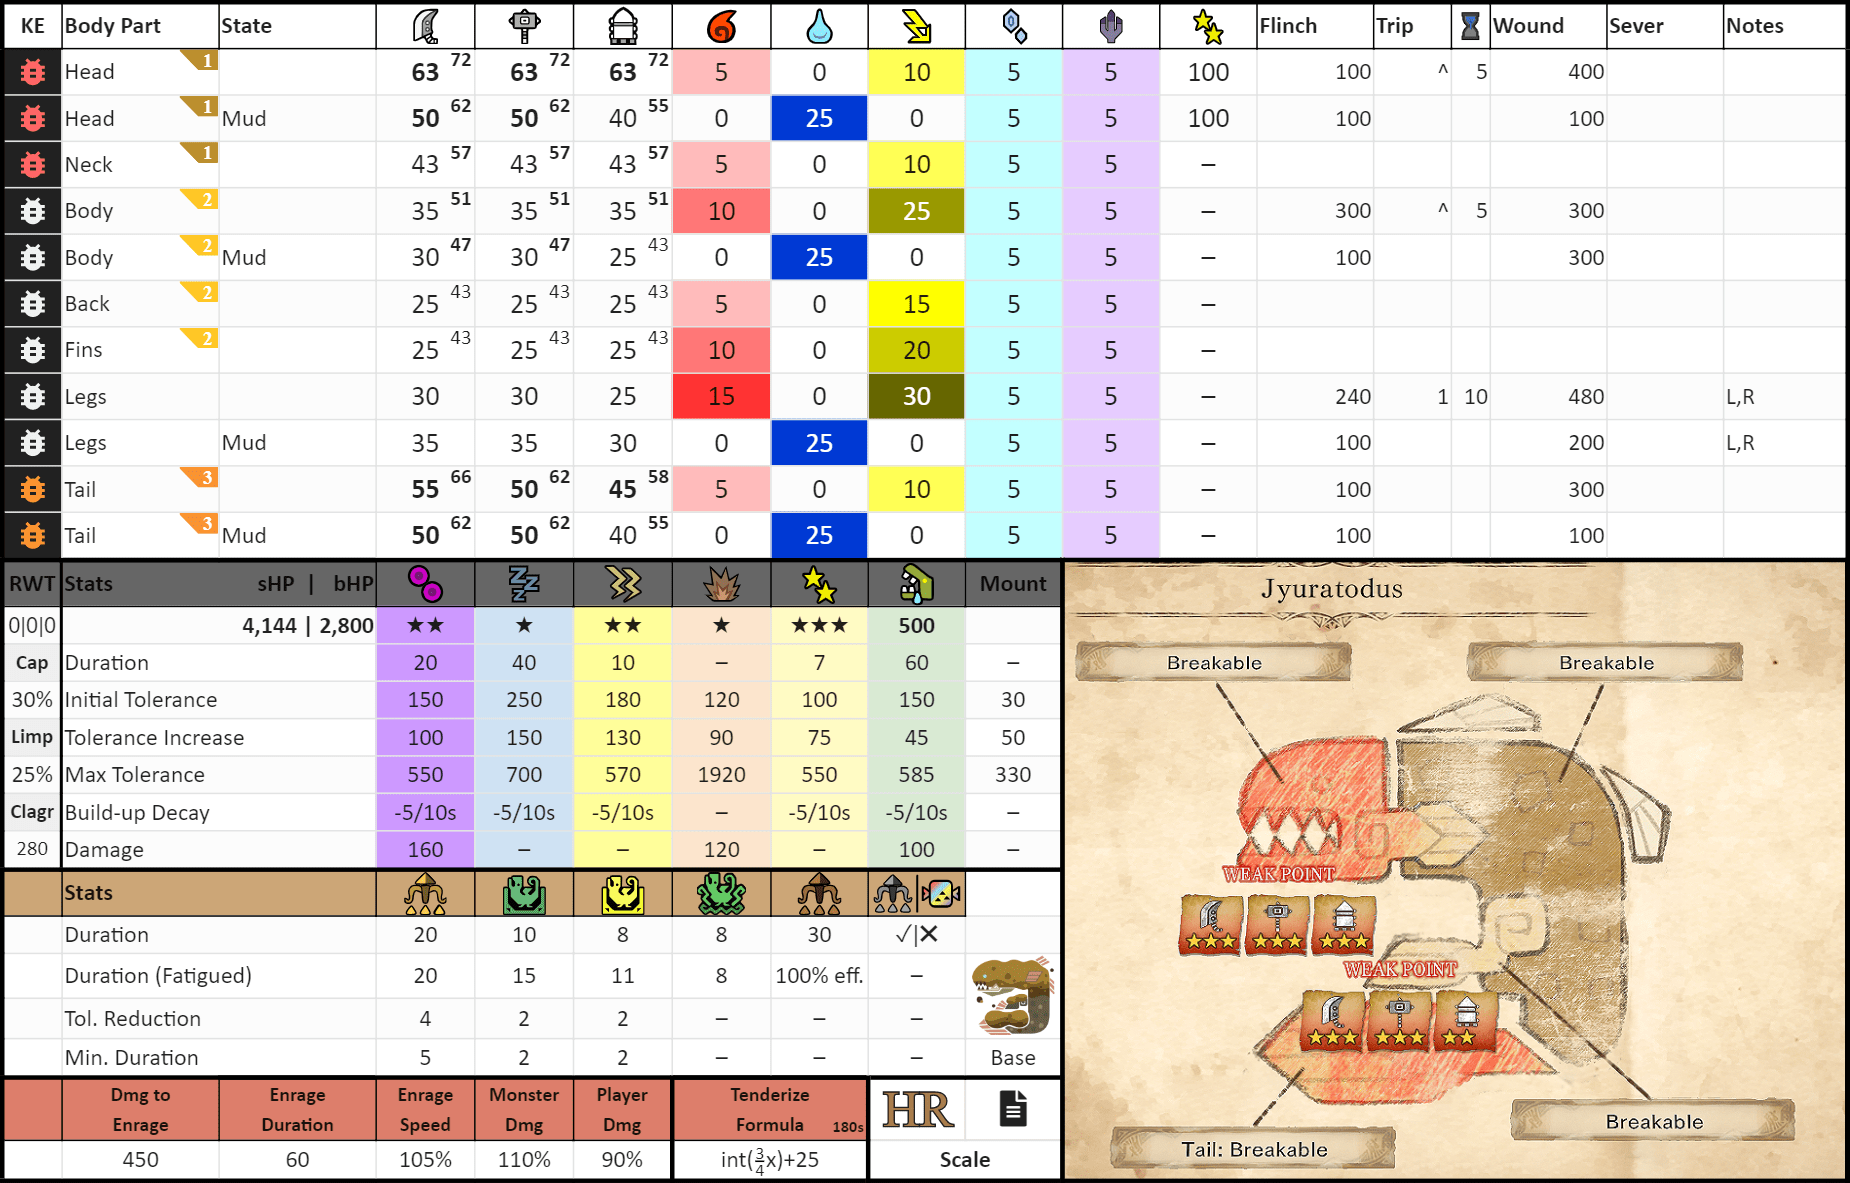 KE Body Part State Flinch Trip Wound Sever Notes
Head 1 63 72 63 72 63 72 5 0 10 5 5 100 100 ^ 5 400
Head 1 Mud 50 62 50 62 40 55 0 25 0 5 5 100 100 100
Neck 1 43 57 43 57 43 57 5 0 10 5 5 –
Body 2 35 51 35 51 35 51 10 0 25 5 5 – 300 ^ 5 300
Body 2 Mud 30 47 30 47 25 43 0 25 0 5 5 – 100 300
Back 2 25 43 25 43 25 43 5 0 15 5 5 –
Fins 2 25 43 25 43 25 43 10 0 20 5 5 –
Legs 30 30 25 15 0 30 5 5 – 240 1 10 480 L,R
Legs Mud 35 35 30 0 25 0 5 5 – 100 200 L,R
Tail 3 55 66 50 62 45 58 5 0 10 5 5 – 100 300
Tail 3 Mud 50 62 50 62 40 55 0 25 0 5 5 – 100 100
RWT Stats sHP | bHP Mount
0|0|0 4,144 | 2,800 ★★ ★ ★★ ★ ★★★ 500
Cap Duration 20 40 10 – 7 60 –
30% Initial Tolerance 150 250 180 120 100 150 30
Limp Tolerance Increase 100 150 130 90 75 45 50
25% Max Tolerance 550 700 570 1920 550 585 330
Clagr Build-up Decay -5/10s -5/10s -5/10s – -5/10s -5/10s –
280 Damage 160 – – 120 – 100 –
Stats
Duration 20 10 8 8 30 ✓|✕
Duration (Fatigued) 20 15 11 8 100% eff. –
Tol. Reduction 4 2 2 – – –
Min. Duration 5 2 2 – – – Base
Dmg to Enrage Enrage Duration Enrage Speed Monster Dmg Player Dmg Tenderize Formula 180s HR
450 60 105% 110% 90% int(3/4x)+25 Scale
Jyuratodus
Breakable Breakable
WEAK POINT
★★★ ★★★ ★★★
WEAK POINT
★★★ ★★★ ★★
Breakable
Tail: Breakable